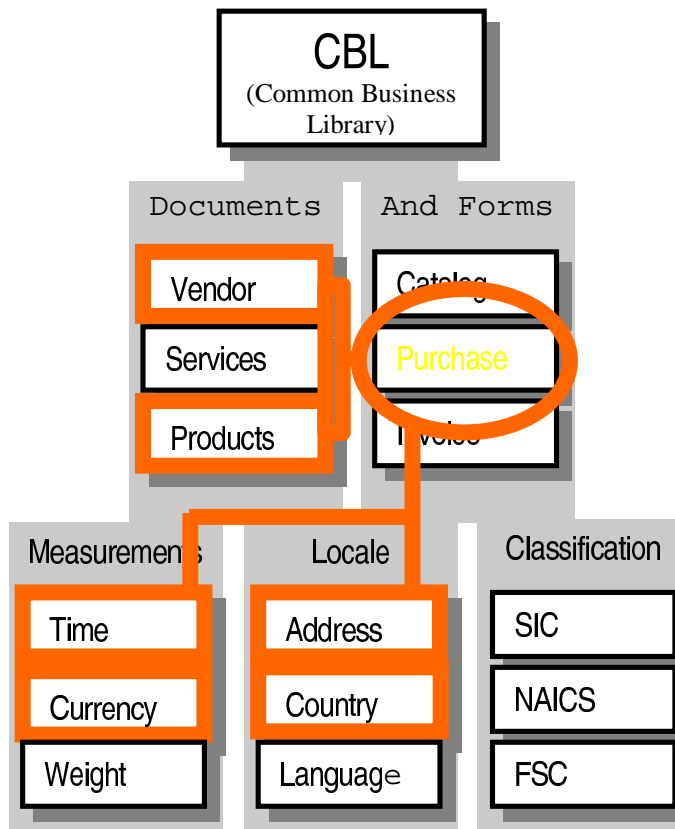 CBL
(Common Business
Library)
Documents
And Forms
Vendor
Services
Products
Catalog
Purchase
Invoice
Measurements
Time
Currency
Weight
Locale
Address
Country
Language
Classification
SIC
NAICS
FSC